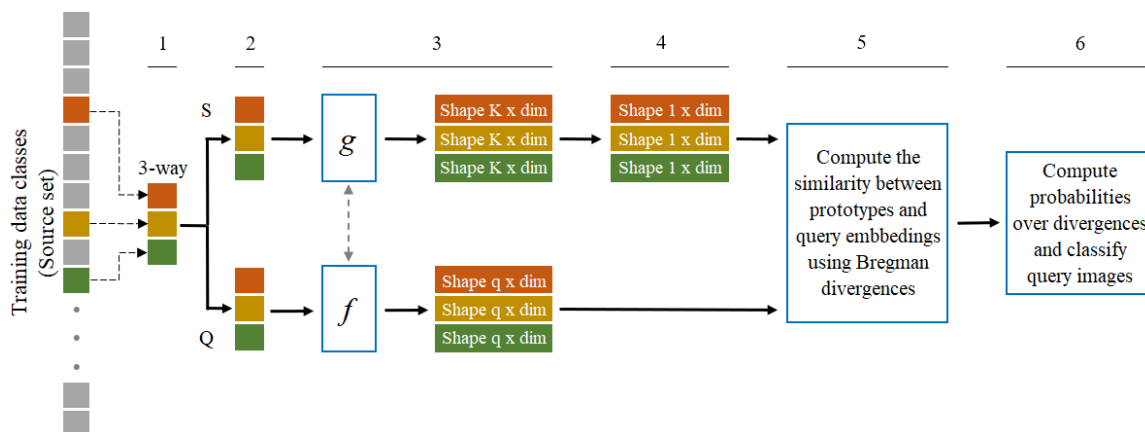 1
2
3
4
5
6
Training data classes
(Source set)
3-way
S
g
Shape K x dim
Shape K x dim
Shape K x dim
Shape 1 x dim
Shape 1 x dim
Shape 1 x dim
Q
f
Shape q x dim
Shape q x dim
Shape q x dim
Compute the
similarity between
prototypes and
query embbedings
using Bregman
divergences
Compute
probabilities
over divergences
and classify
query images